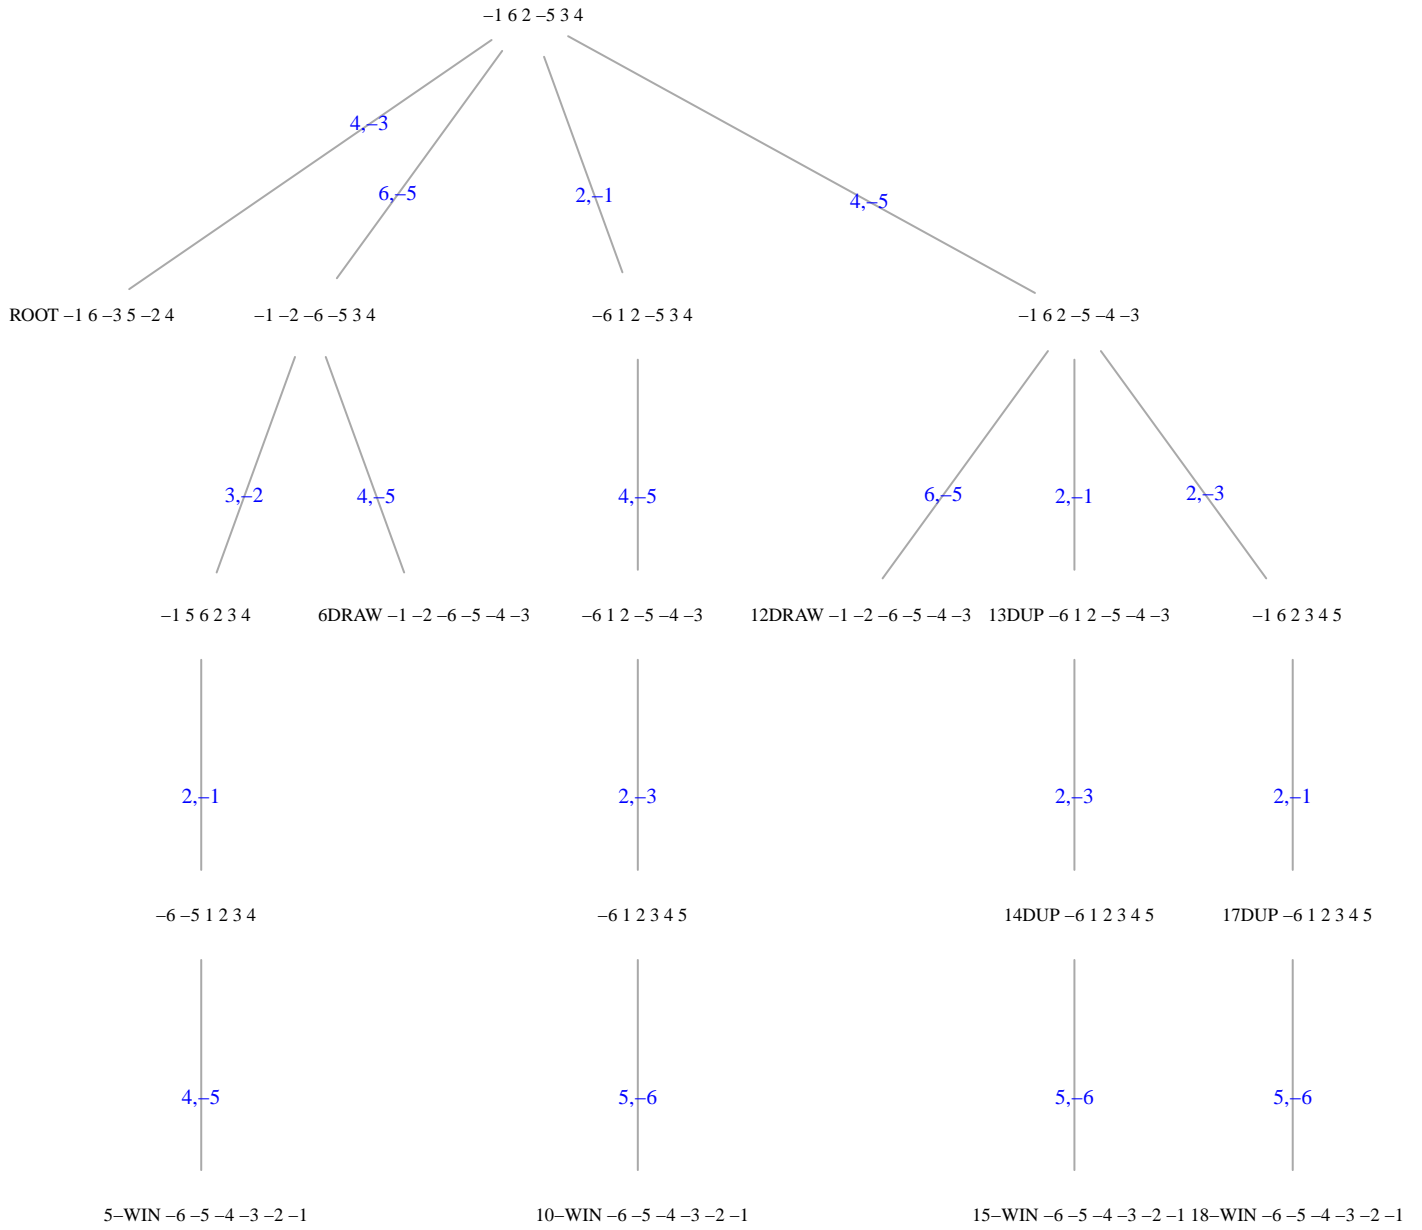 –1 6 2 –5 3 4
4,–3
6,–5
2,–1
4,–5
ROOT –1 6 –3 5 –2 4
–1 –2 –6 –5 3 4
–6 1 2 –5 3 4
–1 6 2 –5 –4 –3
3,–2
4,–5
4,–5
6,–5
2,–1
2,–3
–1 5 6 2 3 4
6DRAW –1 –2 –6 –5 –4 –3
–6 1 2 –5 –4 –3
12DRAW –1 –2 –6 –5 –4 –3
13DUP –6 1 2 –5 –4 –3
–1 6 2 3 4 5
2,–1
2,–3
2,–3
2,–1
–6 –5 1 2 3 4
–6 1 2 3 4 5
14DUP –6 1 2 3 4 5
17DUP –6 1 2 3 4 5
4,–5
5,–6
5,–6
5,–6
5–WIN –6 –5 –4 –3 –2 –1
10–WIN –6 –5 –4 –3 –2 –1
15–WIN –6 –5 –4 –3 –2 –1
18–WIN –6 –5 –4 –3 –2 –1